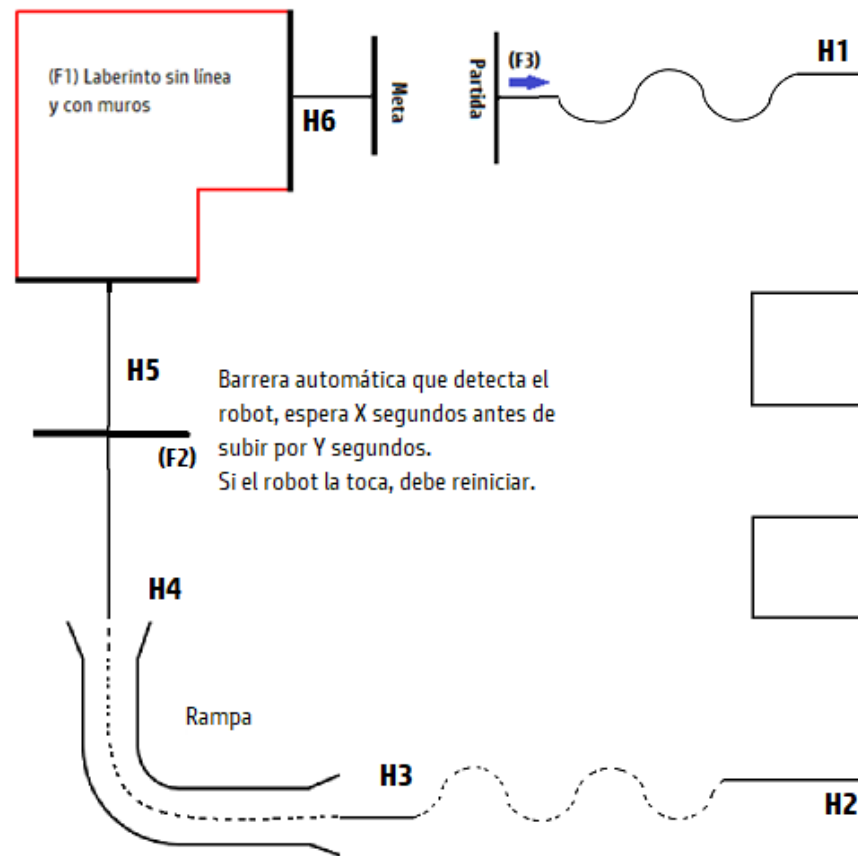 (F1) Laberinto sin línea
y con muros
H6
Meta
Partida
(F3)
H1
H5
(F2)
Barrera automática que detecta el
robot, espera X segundos antes de
subir por Y segundos.
Si el robot la toca, debe reiniciar.
H4
Rampa
H3
H2